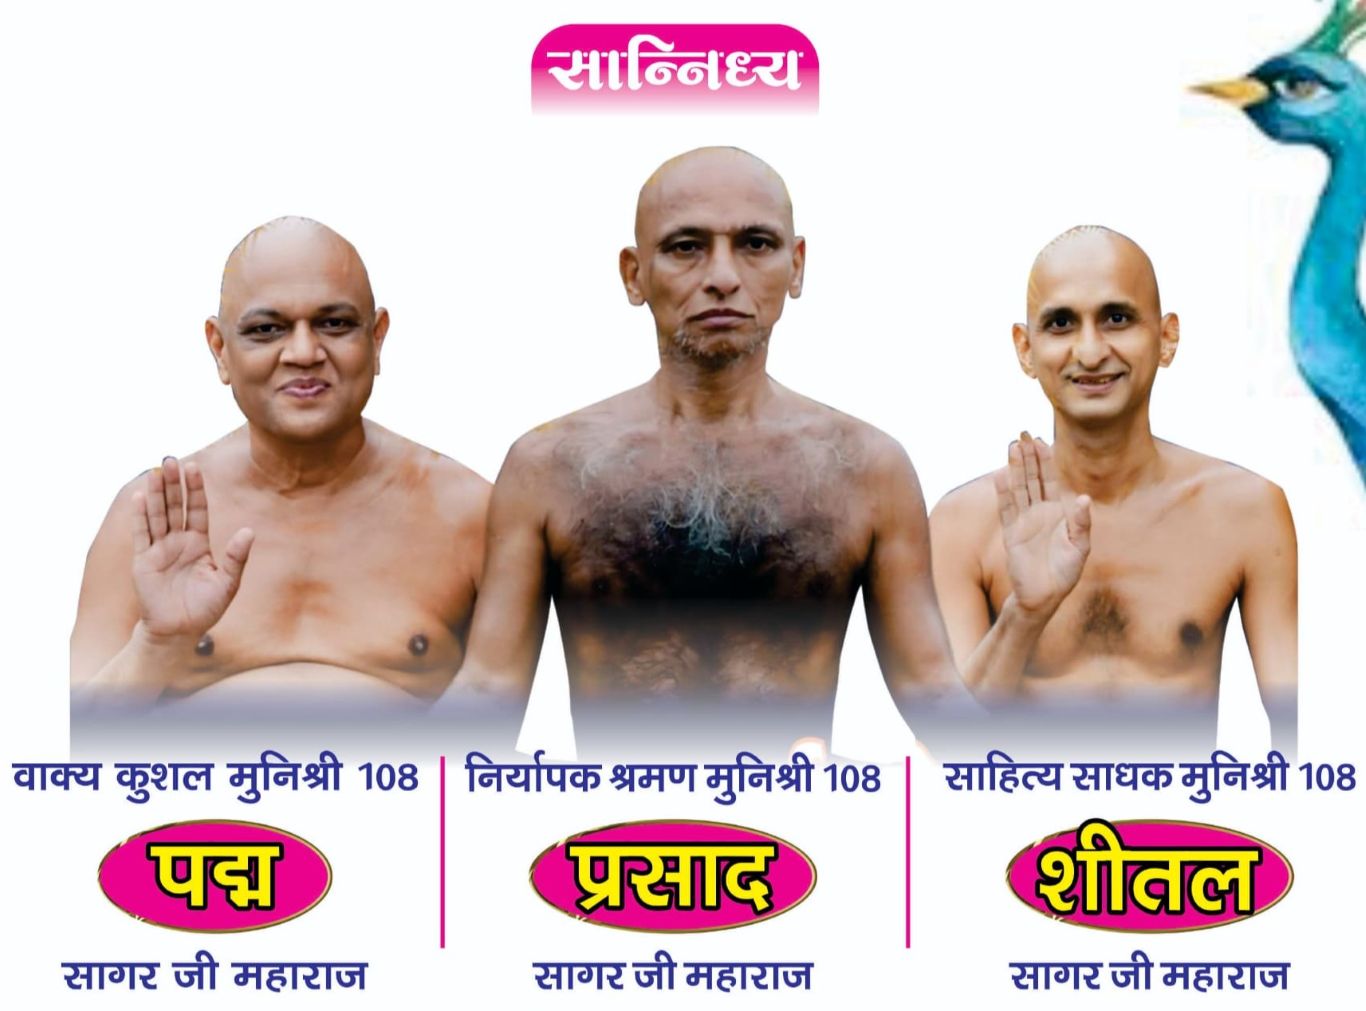 सान्निध्य
वाक्य कुशल मुनिश्री 108
पद्म
सागर जी महाराज
निर्यापक श्रमण मुनिश्री 108
प्रसाद
सागर जी महाराज
साहित्य साधक मुनिश्री 108
शीतल
सागर जी महाराज